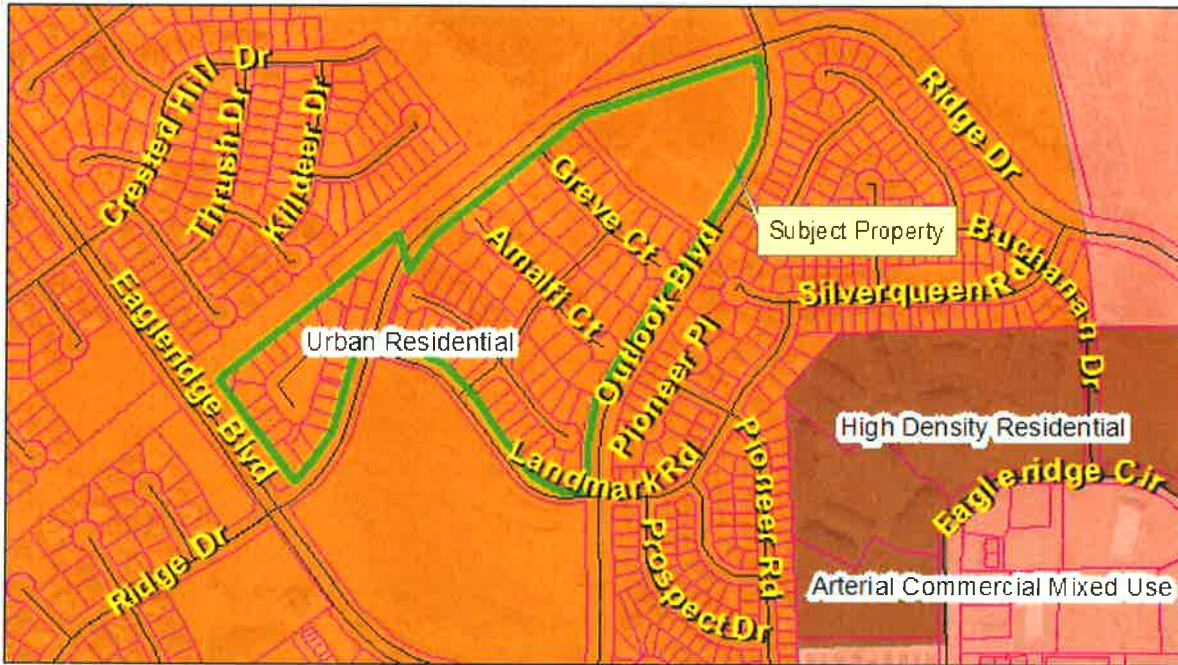 Crested Hill Dr
Thrush Dr
Killdeer Dr
Ridge Dr
Creve Ct
Amalfi Ct
Subject Property
Buchanan Dr
Silverqueen Rd
Eagleridge Blvd
Urban Residential
Outlook Blvd
Pioneer Pl
High Density Residential
Landmark Rd
Pioneer Rd
Eagleridge Cir
Ridge Dr
Prospect Dr
Arterial Commercial Mixed Use